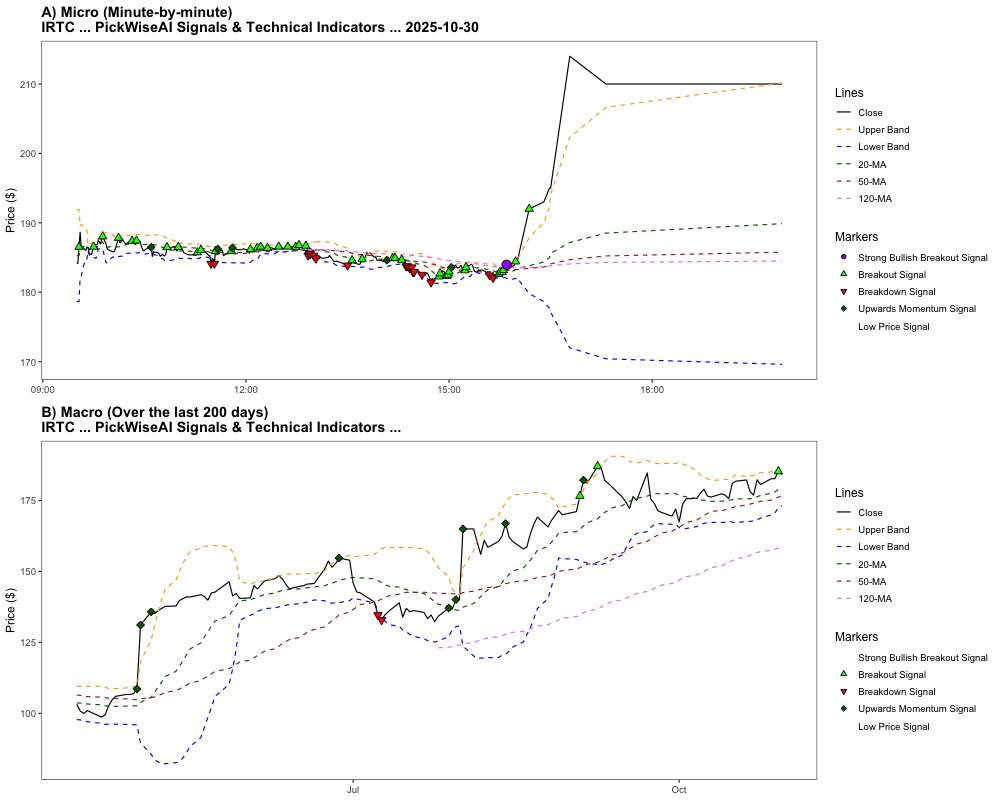 A) Micro (Minute-by-minute)
IRTC ... PickWiseAI Signals & Technical Indicators ... 2025-10-30
Price ($)
210
200
190
180
170
09:00
12:00
15:00
18:00
Lines
Close
Upper Band
Lower Band
20-MA
50-MA
120-MA
Markers
Strong Bullish Breakout Signal
Breakout Signal
Breakdown Signal
Upwards Momentum Signal
Low Price Signal
B) Macro (Over the last 200 days)
IRTC ... PickWiseAI Signals & Technical Indicators ...
Price ($)
175
150
125
100
Jul
Oct
Lines
Close
Upper Band
Lower Band
20-MA
50-MA
120-MA
Markers
Strong Bullish Breakout Signal
Breakout Signal
Breakdown Signal
Upwards Momentum Signal
Low Price Signal